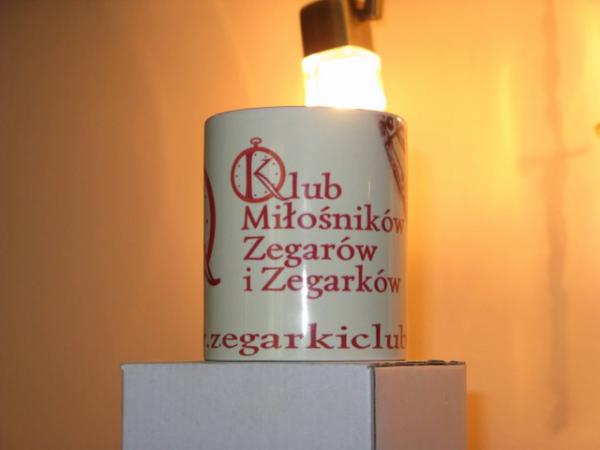 Klub
Miłośników
Zegarów
i Zegarków
.zegarkiclub